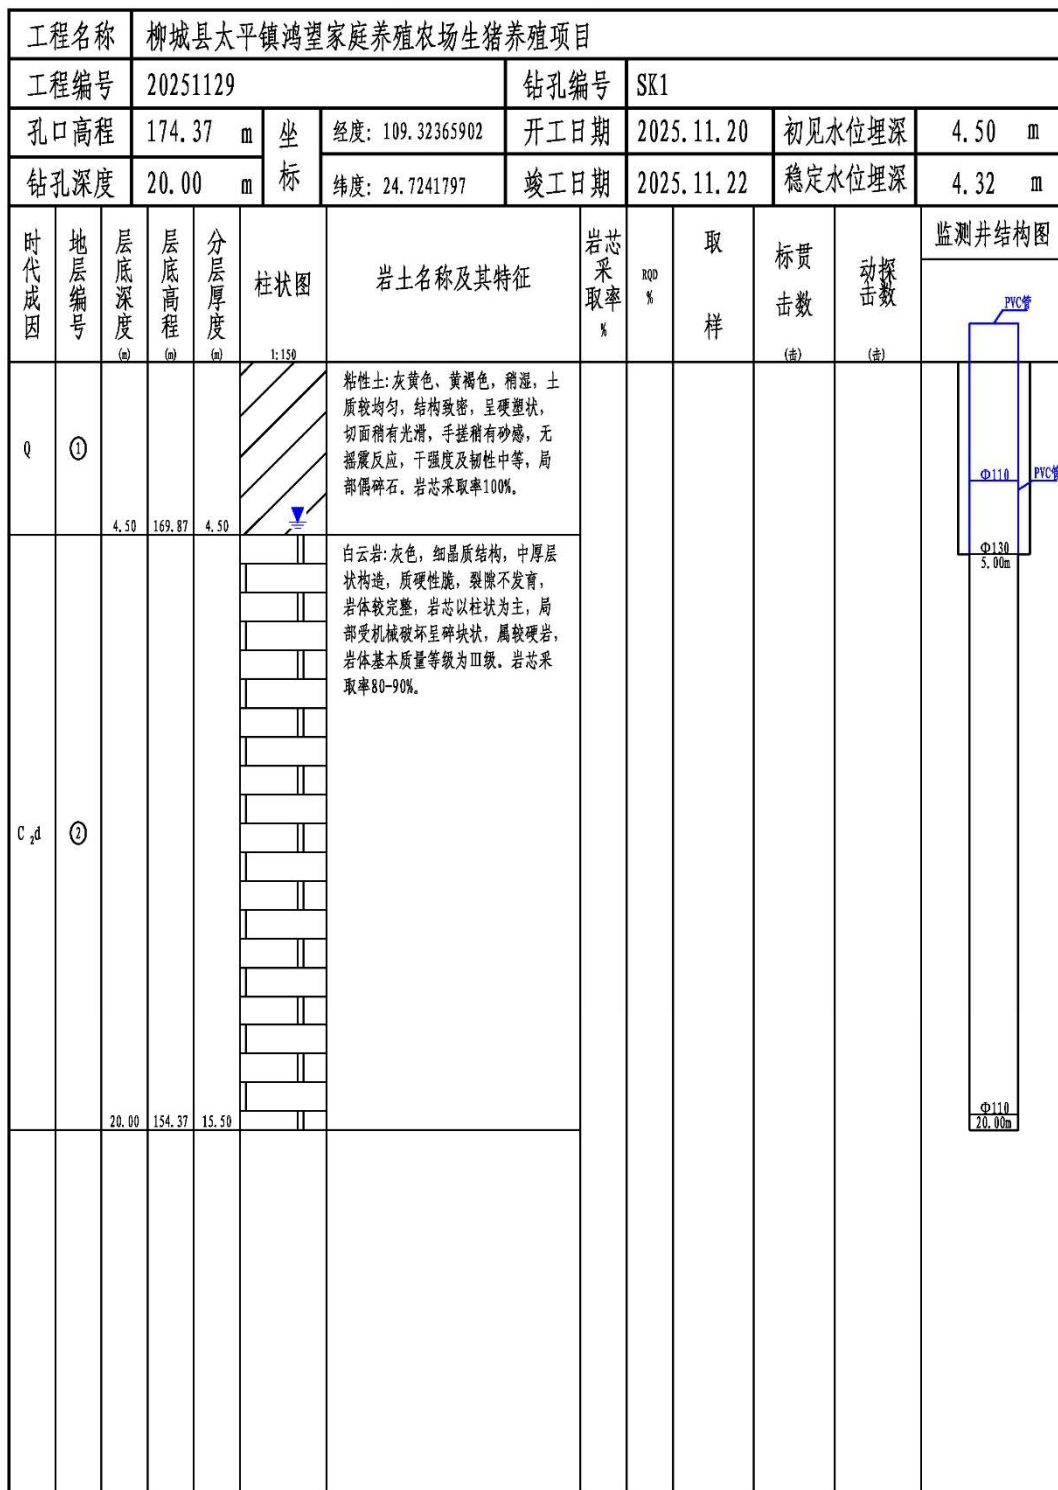 工程名称 柳城县太平镇鸿望家庭养殖农场生猪养殖项目
工程编号 20251129 钻孔编号 SK1
孔口高程 174.37 m 坐标 经度: 109.32365902 开工日期 2025.11.20 初见水位埋深 4.50 m
钻孔深度 20.00 m 纬度: 24.7241797 竣工日期 2025.11.22 稳定水位埋深 4.32 m
时代成因 地层编号 层底深度(m) 层底高程(m) 分层厚度(m) 柱状图 1:150 岩土名称及其特征 岩芯采取率% RQD% 取样 标贯击数(击) 动探击数(击) 监测井结构图
PVC管
Q ① 4.50 169.87 4.50
粘性土:灰黄色、黄褐色，稍湿，土
质较均匀，结构致密，呈硬塑状，
切面稍有光滑，手搓稍有砂感，无
摇震反应，干强度及韧性中等，局
部偶碎石。岩芯采取率100%。
Φ110 PVC管
Φ130
5.00m
C₂d ② 20.00 154.37 15.50
白云岩:灰色，细晶质结构，中厚层
状构造，质硬性脆，裂隙不发育，
岩体较完整，岩芯以柱状为主，局
部受机械破坏呈碎块状，属较硬岩，
岩体基本质量等级为Ⅲ级。岩芯采
取率80-90%。
Φ110
20.00m